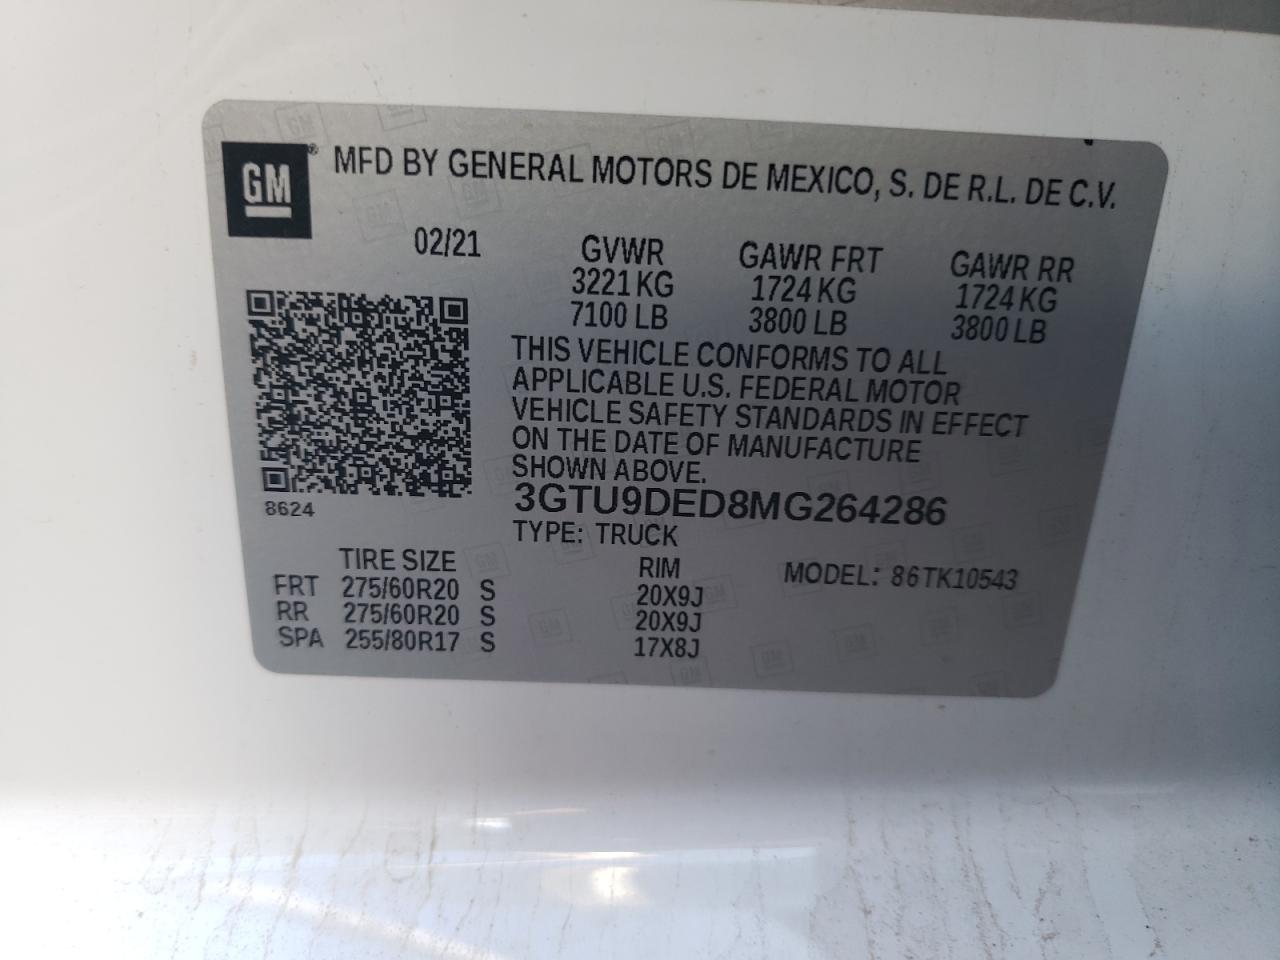 GM® MFD BY GENERAL MOTORS DE MEXICO, S. DE R.L. DE C.V.
02/21 GVWR GAWR FRT GAWR RR
3221 KG 1724 KG 1724 KG
7100 LB 3800 LB 3800 LB
THIS VEHICLE CONFORMS TO ALL
APPLICABLE U.S. FEDERAL MOTOR
VEHICLE SAFETY STANDARDS IN EFFECT
ON THE DATE OF MANUFACTURE
SHOWN ABOVE.
8624 3GTU9DED8MG264286
TYPE: TRUCK
TIRE SIZE RIM MODEL: 86TK10543
FRT 275/60R20 S 20X9J
RR 275/60R20 S 20X9J
SPA 255/80R17 S 17X8J